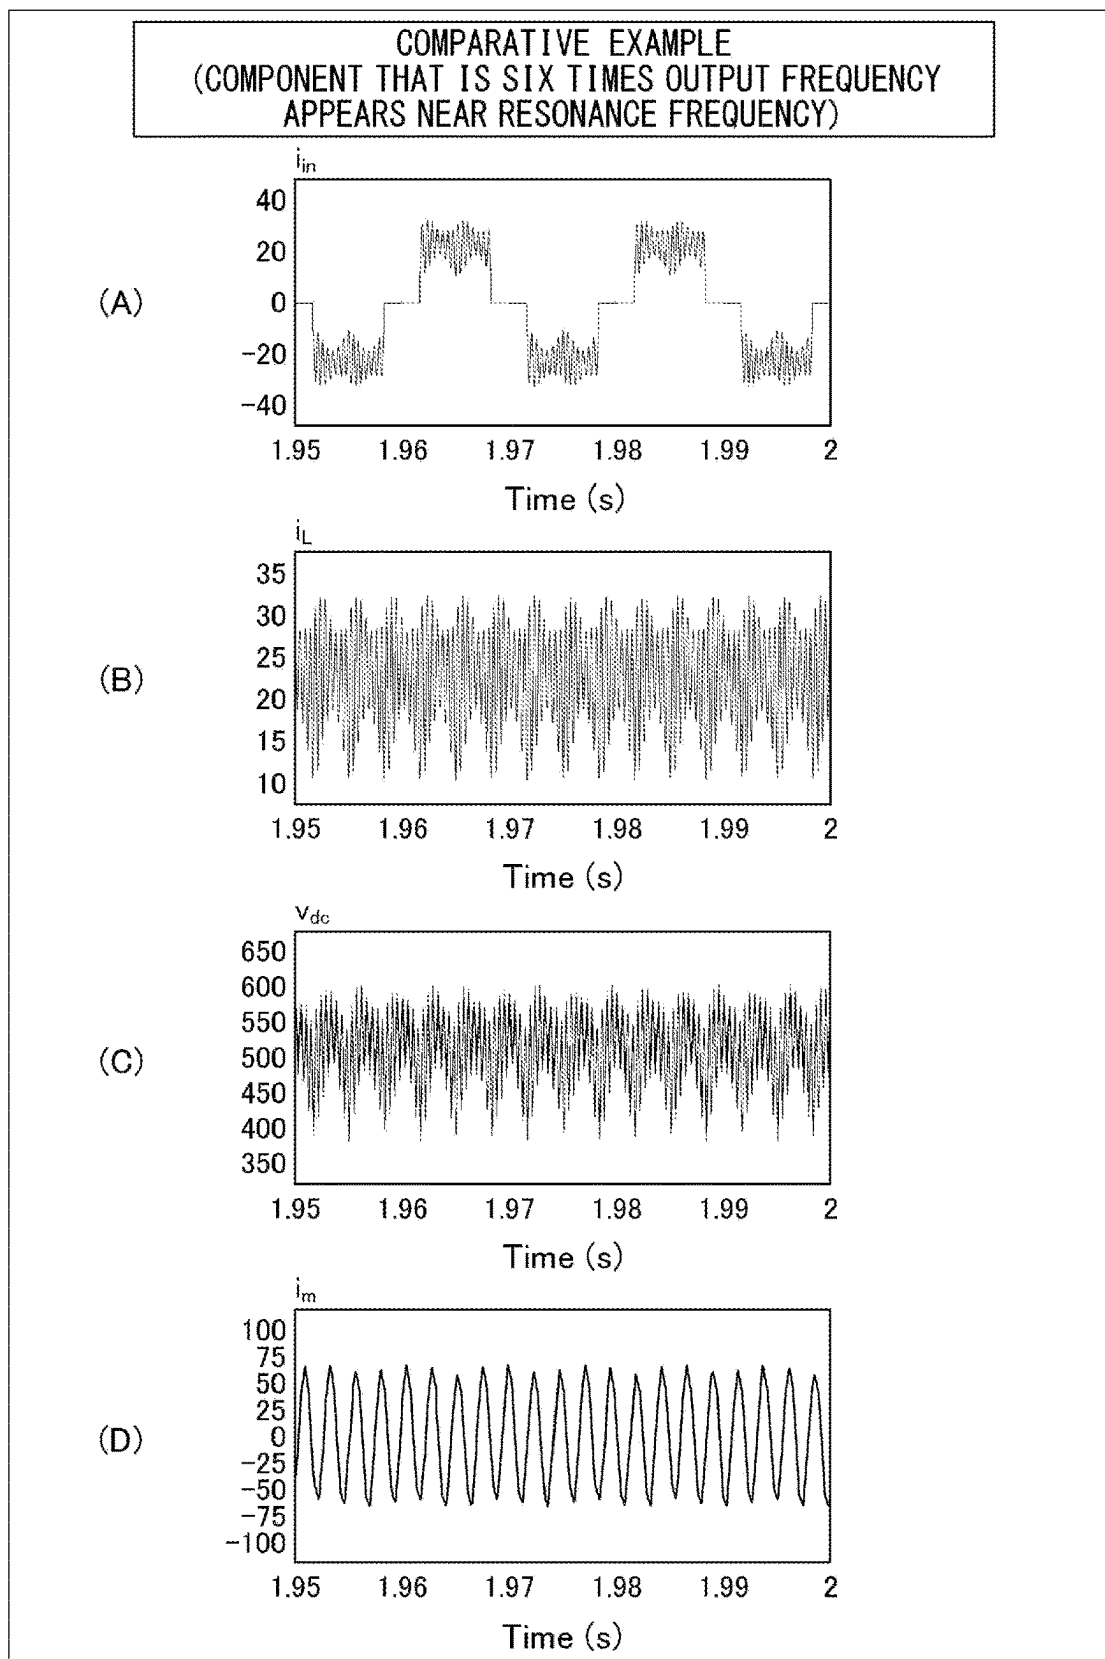 COMPARATIVE EXAMPLE
(COMPONENT THAT IS SIX TIMES OUTPUT FREQUENCY
APPEARS NEAR RESONANCE FREQUENCY)
i_in
40
20
(A)
0
-20
-40
1.95 1.96 1.97 1.98 1.99 2
Time (s)
i_L
35
30
25
(B)
20
15
10
1.95 1.96 1.97 1.98 1.99 2
Time (s)
v_dc
650
600
550
(C)
500
450
400
350
1.95 1.96 1.97 1.98 1.99 2
Time (s)
i_m
100
75
50
25
(D)
0
-25
-50
-75
-100
1.95 1.96 1.97 1.98 1.99 2
Time (s)